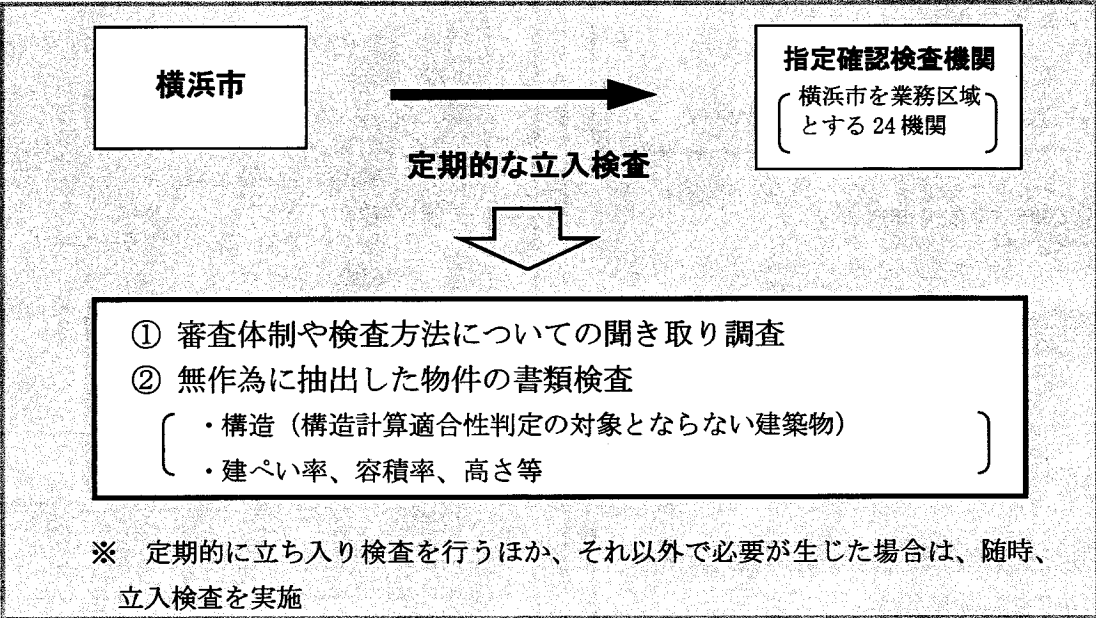 横浜市
指定確認検査機関
横浜市を業務区域
とする24機関
定期的な立入検査
① 審査体制や検査方法についての聞き取り調査
② 無作為に抽出した物件の書類検査
・構造（構造計算適合性判定の対象とならない建築物）
・建ぺい率、容積率、高さ等
※　定期的に立ち入り検査を行うほか、それ以外で必要が生じた場合は、随時、
立入検査を実施